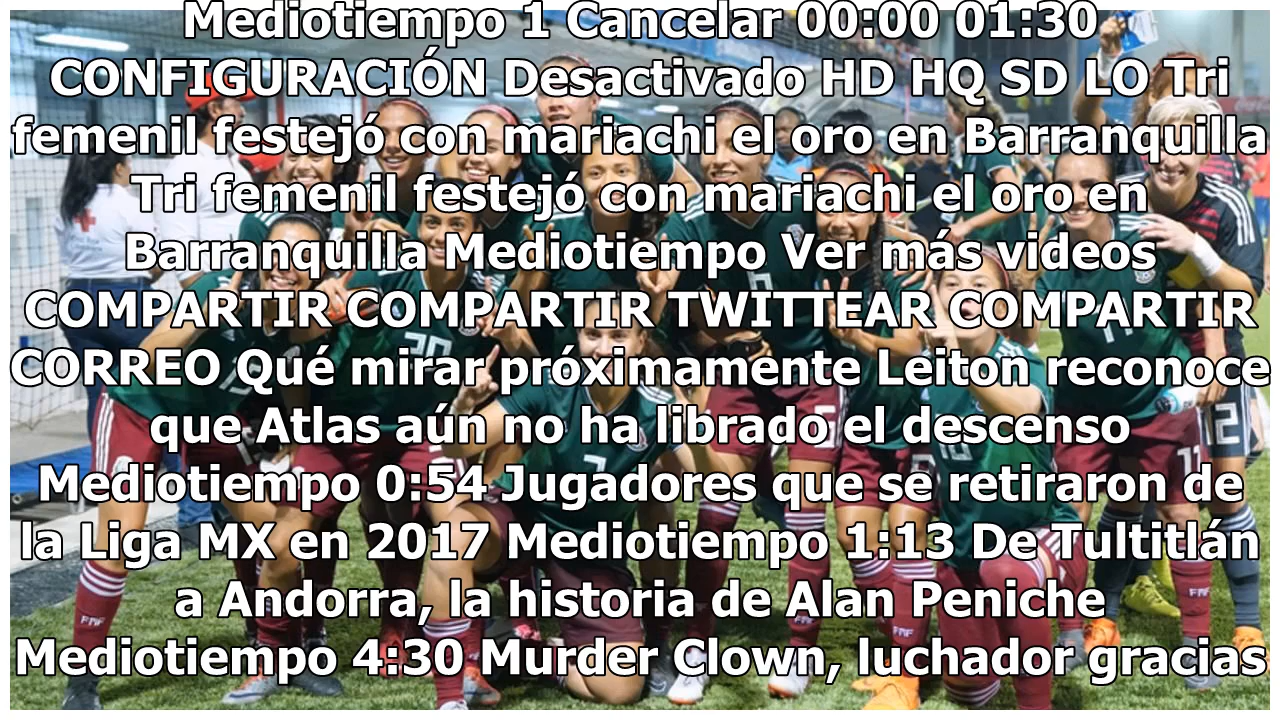 Mediotiempo 1 Cancelar 00:00 01:30
CONFIGURACIÓN Desactivado HD HQ SD LO Tri
femenil festejó con mariachi el oro en Barranquilla
Tri femenil festejó con mariachi el oro en
Barranquilla Mediotiempo Ver más videos
COMPARTIR COMPARTIR TWITTEAR COMPARTIR
CORREO Qué mirar próximamente Leiton reconoce
que Atlas aún no ha librado el descenso
Mediotiempo 0:54 Jugadores que se retiraron de
la Liga MX en 2017 Mediotiempo 1:13 De Tultitlán
a Andorra, la historia de Alan Peniche
Mediotiempo 4:30 Murder Clown, luchador gracias